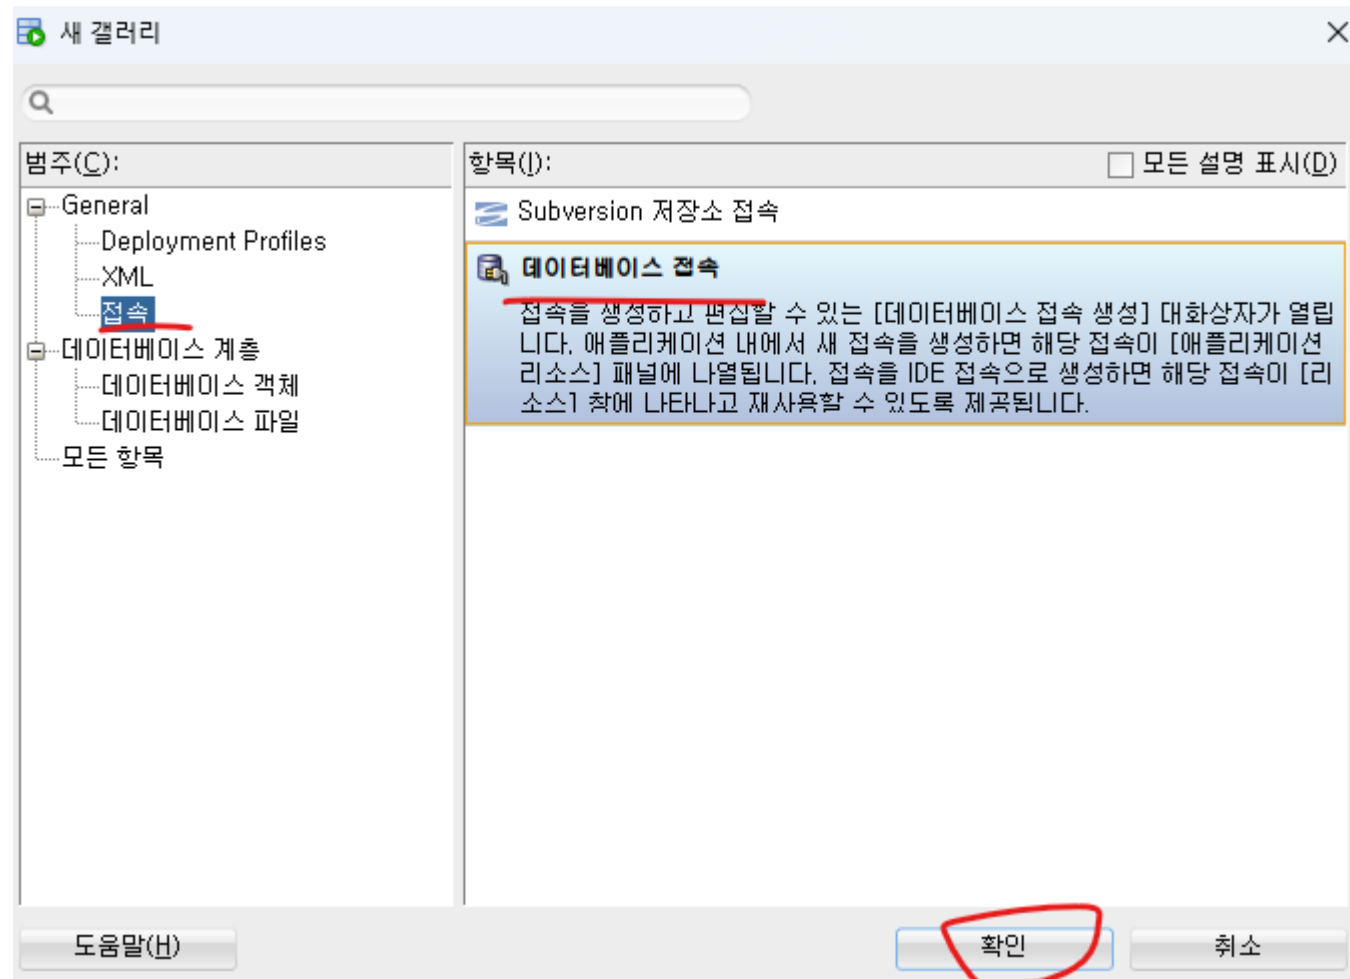 새 갤러리
범주(C):
General
Deployment Profiles
XML
접속
데이터베이스 계층
데이터베이스 객체
데이터베이스 파일
모든 항목
항목(I):
모든 설명 표시(D)
Subversion 저장소 접속
데이터베이스 접속
접속을 생성하고 편집할 수 있는 [데이터베이스 접속 생성] 대화상자가 열립
니다. 애플리케이션 내에서 새 접속을 생성하면 해당 접속이 [애플리케이션
리소스] 패널에 나열됩니다. 접속을 IDE 접속으로 생성하면 해당 접속이 [리
소스] 창에 나타나고 재사용할 수 있도록 제공됩니다.
도움말(H)
확인
취소